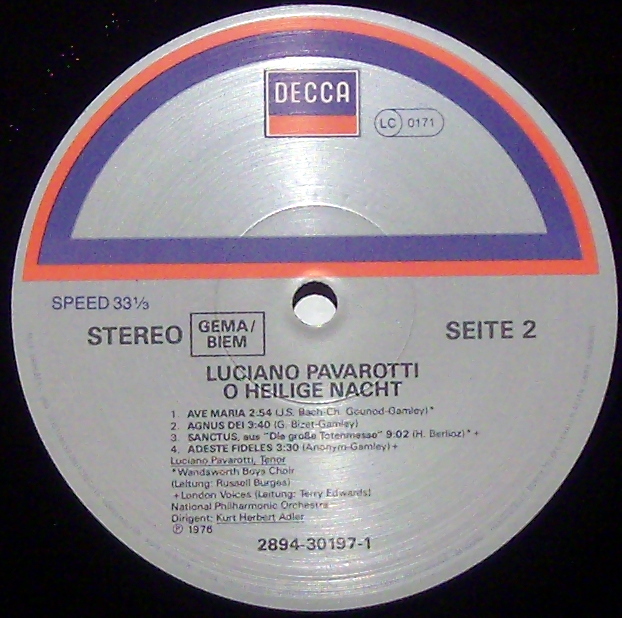 DECCA
LC 0171
SPEED 33 1/3
STEREO GEMA/ BIEM SEITE 2
LUCIANO PAVAROTTI
O HEILIGE NACHT
1. AVE MARIA 2:54 (J.S. Bach-Ch. Gounod-Gamley)*
2. AGNUS DEI 3:40 (G. Bizet-Gamley)
3. SANCTUS, aus "Die große Totenmesse" 9:02 (H. Berlioz)*+
4. ADESTE FIDELES 3:30 (Anonym-Gamley)+
Luciano Pavarotti, Tenor
*Wandsworth Boys Choir
(Leitung: Russell Burges)
+London Voices (Leitung: Terry Edwards)
National Philharmonic Orchestra
Dirigent: Kurt Herbert Adler
℗ 1976
2894-30197-1